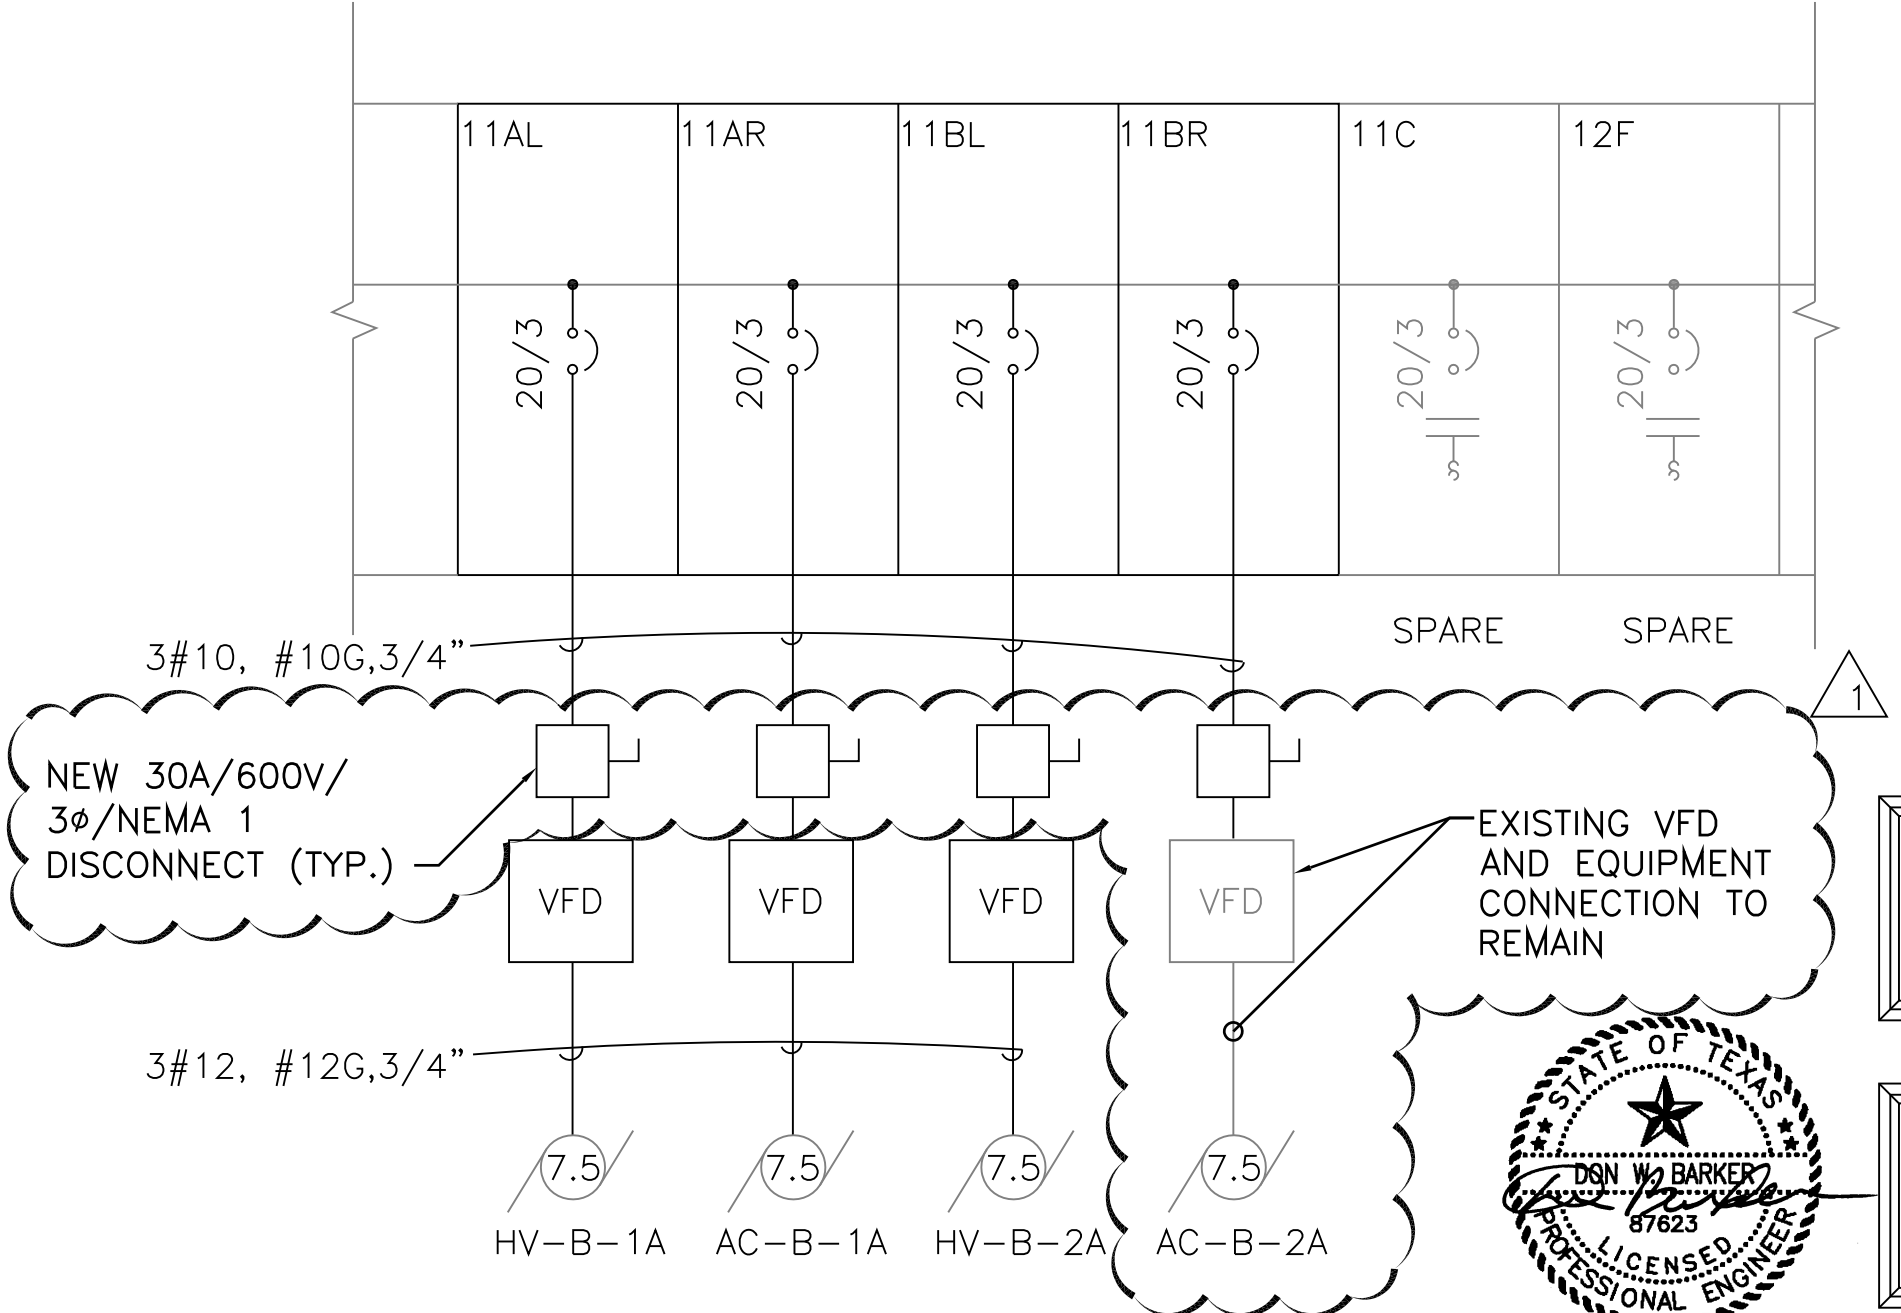 11AL
11AR
11BL
11BR
11C
12F
20/3
20/3
20/3
20/3
20/3
20/3
SPARE
SPARE
3#10, #10G,3/4"
1
NEW 30A/600V/
3ø/NEMA 1
DISCONNECT (TYP.)
EXISTING VFD
AND EQUIPMENT
CONNECTION TO
REMAIN
VFD
VFD
VFD
VFD
3#12, #12G,3/4"
7.5
7.5
7.5
7.5
HV-B-1A
AC-B-1A
HV-B-2A
AC-B-2A
STATE OF TEXAS
DON W. BARKER
87623
LICENSED
PROFESSIONAL ENGINEER